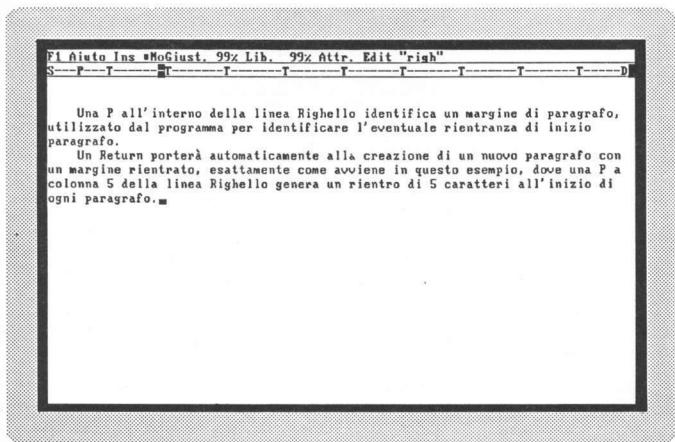 F1 Aiuto Ins ■MoGiust. 99% Lib.  99% Attr. Edit "righ"
S---P---T-------T-------T-------T-------T-------T-------T-------T-------T-----D
Una P all'interno della linea Righello identifica un margine di paragrafo,
utilizzato dal programma per identificare l'eventuale rientranza di inizio
paragrafo.
Un Return porterà automaticamente alla creazione di un nuovo paragrafo con
un margine rientrato, esattamente come avviene in questo esempio, dove una P a
colonna 5 della linea Righello genera un rientro di 5 caratteri all'inizio di
ogni paragrafo.